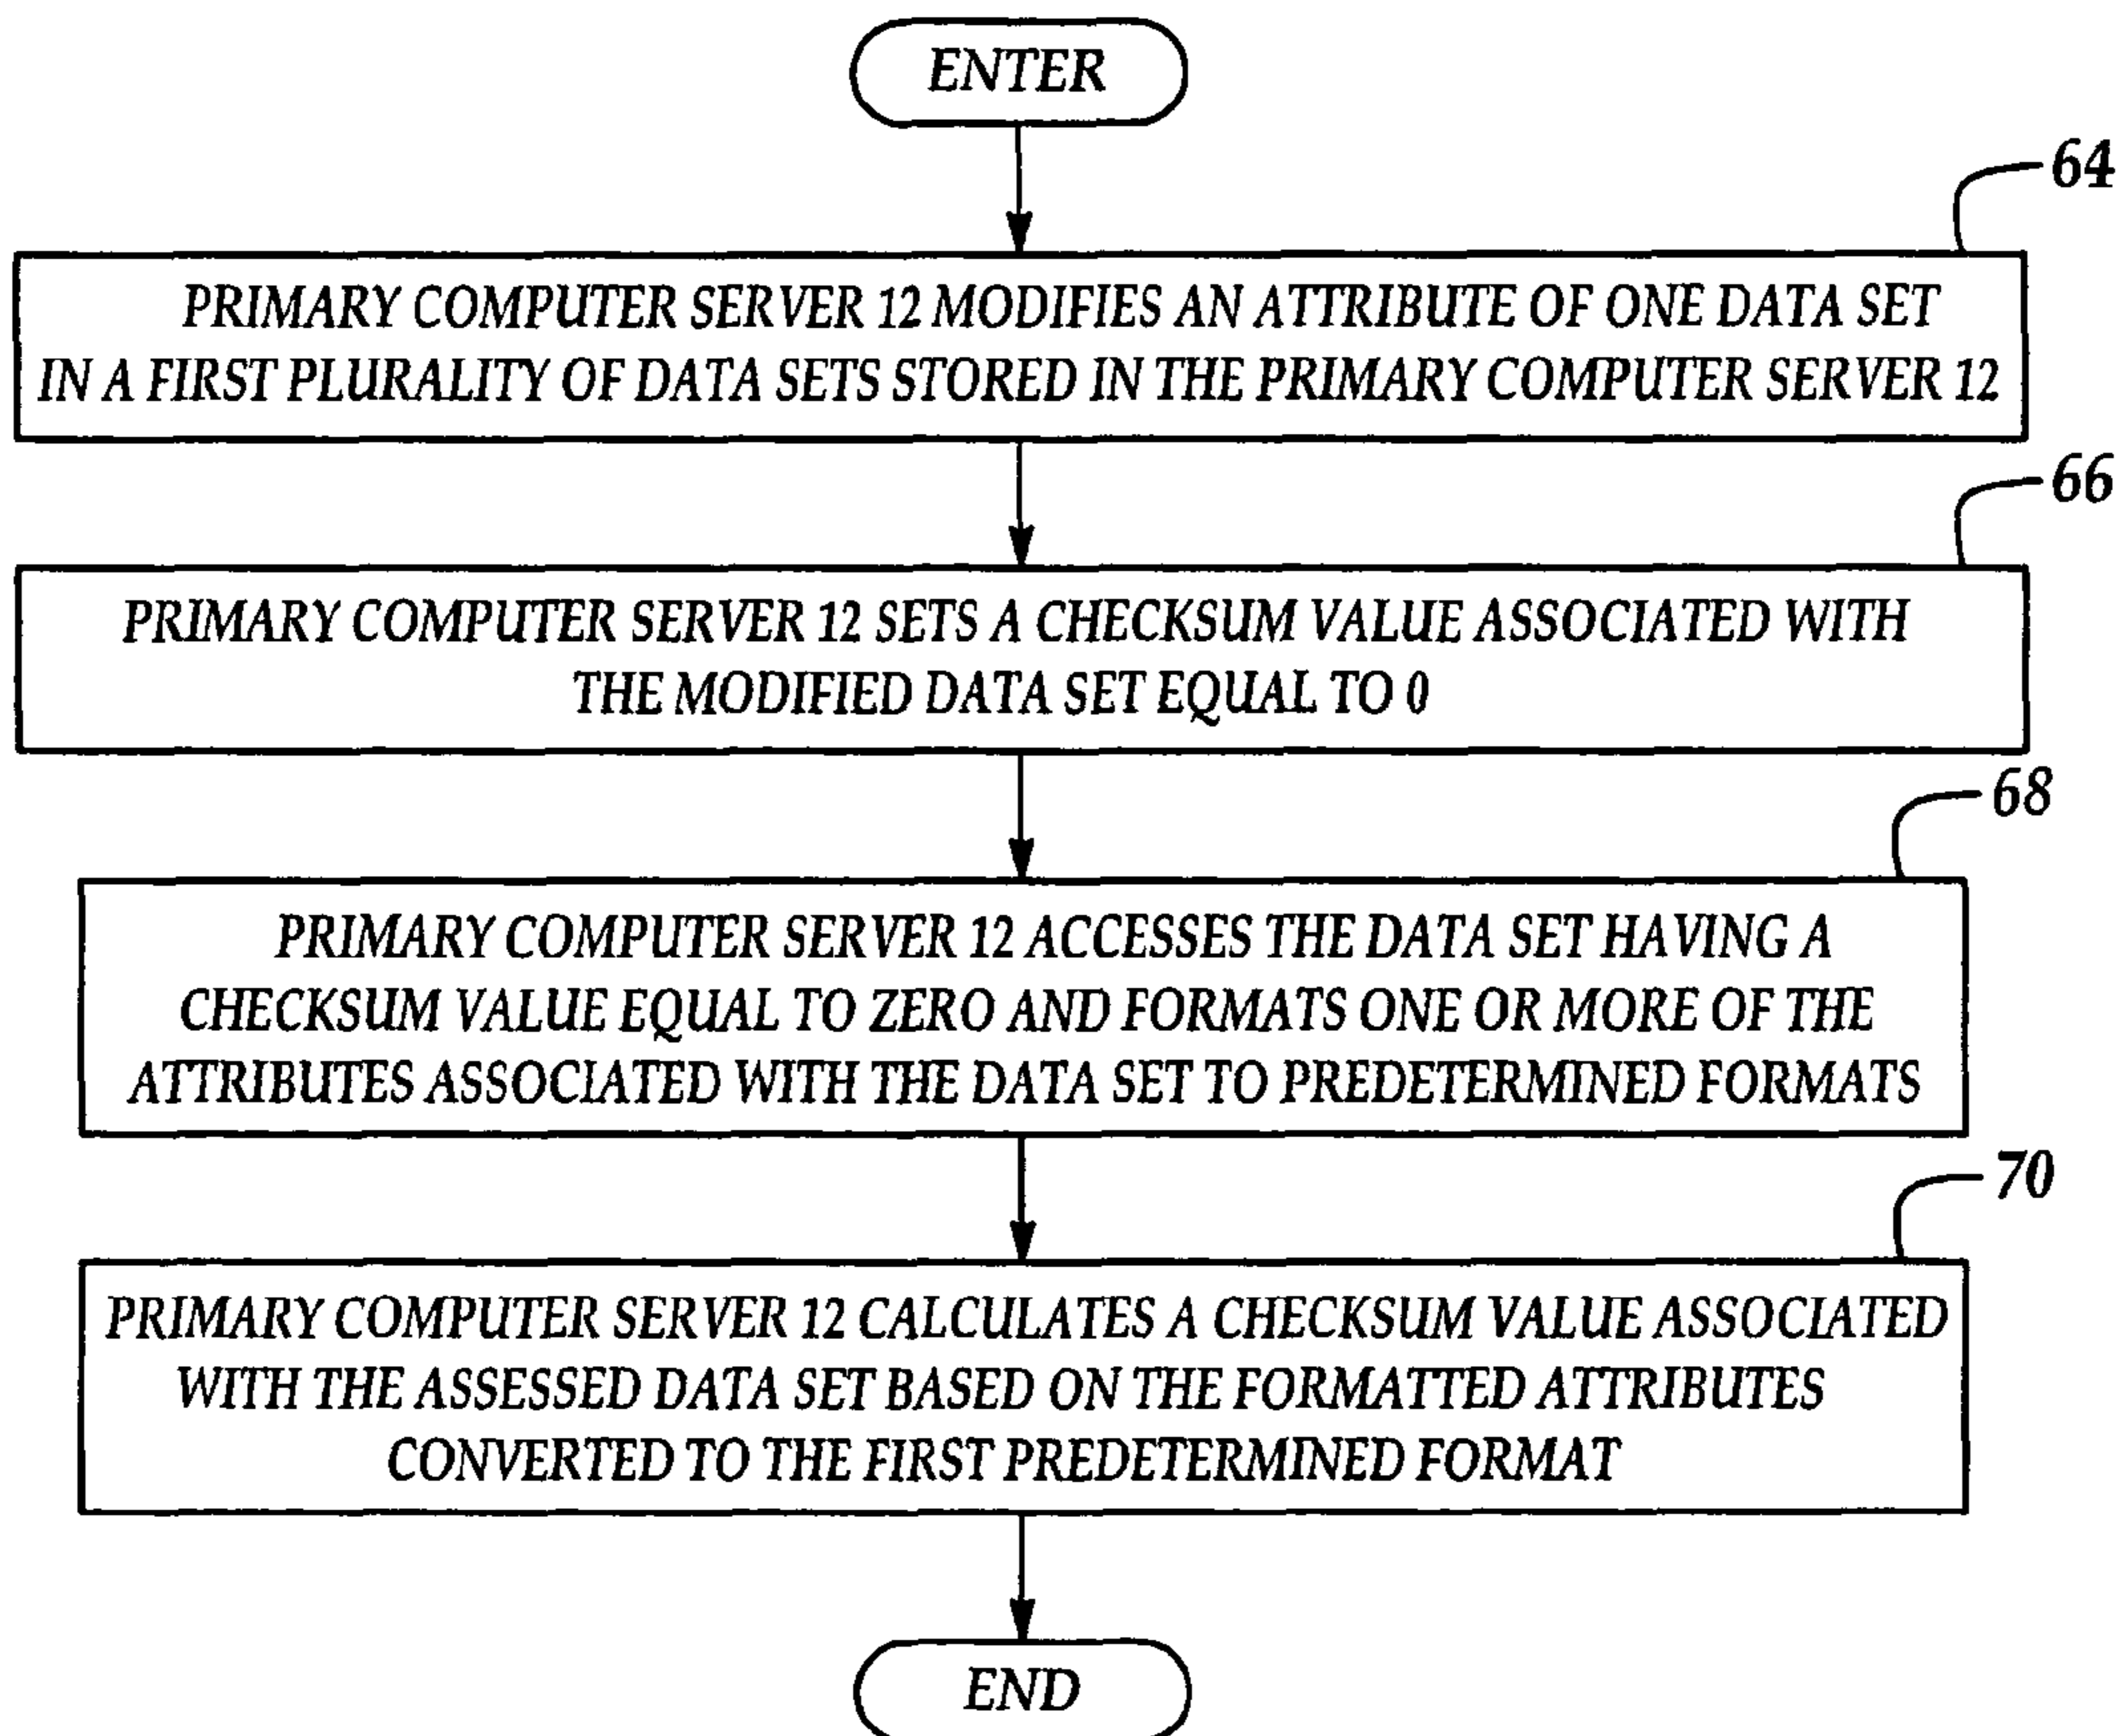 ENTER
64
PRIMARY COMPUTER SERVER 12 MODIFIES AN ATTRIBUTE OF ONE DATA SET
IN A FIRST PLURALITY OF DATA SETS STORED IN THE PRIMARY COMPUTER SERVER 12
66
PRIMARY COMPUTER SERVER 12 SETS A CHECKSUM VALUE ASSOCIATED WITH
THE MODIFIED DATA SET EQUAL TO 0
68
PRIMARY COMPUTER SERVER 12 ACCESSES THE DATA SET HAVING A
CHECKSUM VALUE EQUAL TO ZERO AND FORMATS ONE OR MORE OF THE
ATTRIBUTES ASSOCIATED WITH THE DATA SET TO PREDETERMINED FORMATS
70
PRIMARY COMPUTER SERVER 12 CALCULATES A CHECKSUM VALUE ASSOCIATED
WITH THE ASSESSED DATA SET BASED ON THE FORMATTED ATTRIBUTES
CONVERTED TO THE FIRST PREDETERMINED FORMAT
END